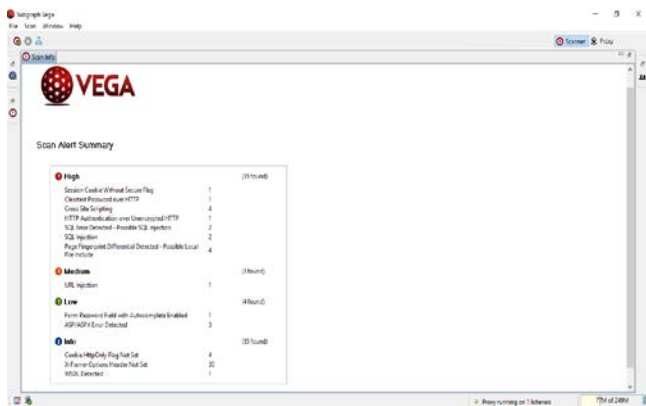 Subgraph Vega
File Scan Window Help
Scanner Proxy
Scan Info
VEGA
Scan Alert Summary
High (15 found)
Session Cookie Without Secure Flag 1
Cleartext Password over HTTP 1
Cross Site Scripting 4
HTTP Authentication over Unencrypted HTTP 1
SQL Error Detected - Possible SQL Injection 2
SQL Injection 2
Page Fingerprint Differential Detected - Possible Local File Include 4
Medium (1 found)
URL Injection 1
Low (4 found)
Form Password Field with Autocomplete Enabled 1
ASP/ASPX Error Detected 3
Info
Cookie HttpOnly Flag Not Set 4
X-Frame-Options Header Not Set
WSDL Detected 1
Proxy running on 1 listeners
of 249M